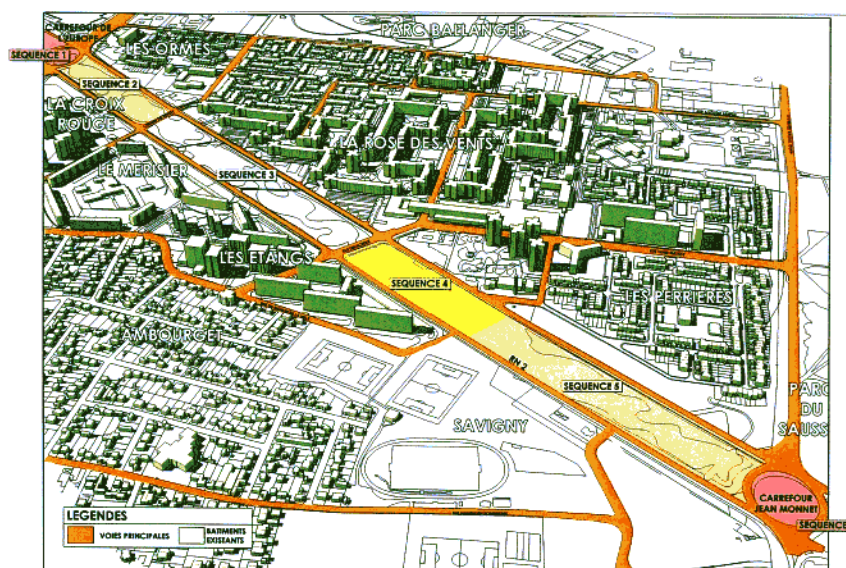 PARC BALLANGER
CARREFOUR DE
L'EUROPE
SEQUENCE 1
LES ORMES
SEQUENCE 2
LA CROIX
ROUGE
LA ROSE DES VENTS
LE MERISIER
SEQUENCE 3
LES ETANGS
SEQUENCE 4
LES PERRIERES
AMBOURGET
RN 2
SEQUENCE 5
PARC
DU
SAUSS
SAVIGNY
CARREFOUR
JEAN MONNET
SEQUENCE
LEGENDES
VOIES PRINCIPALES
BATIMENTS
EXISTANTS